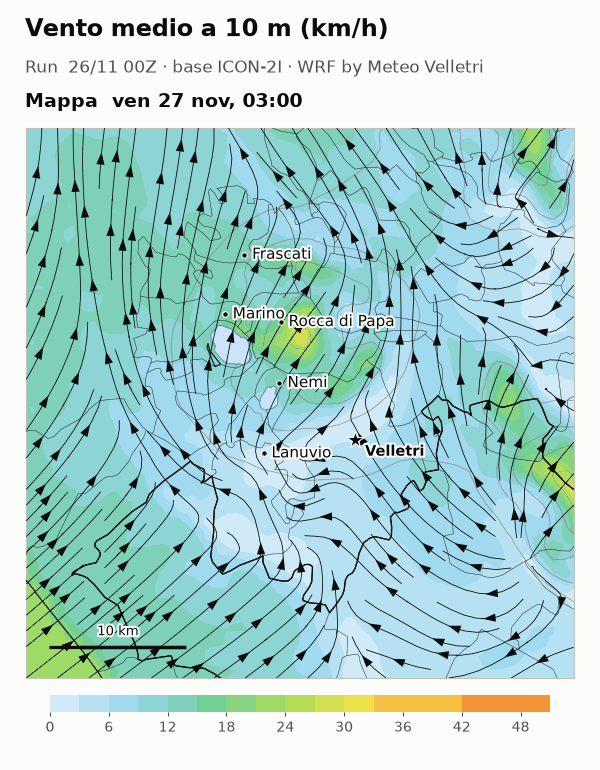 Vento medio a 10 m (km/h)
Run  26/11 00Z · base ICON-2I · WRF by Meteo Velletri
Mappa  ven 27 nov, 03:00
Frascati
Marino
Rocca di Papa
Nemi
Velletri
Lanuvio
10 km
0 6 12 18 24 30 36 42 48